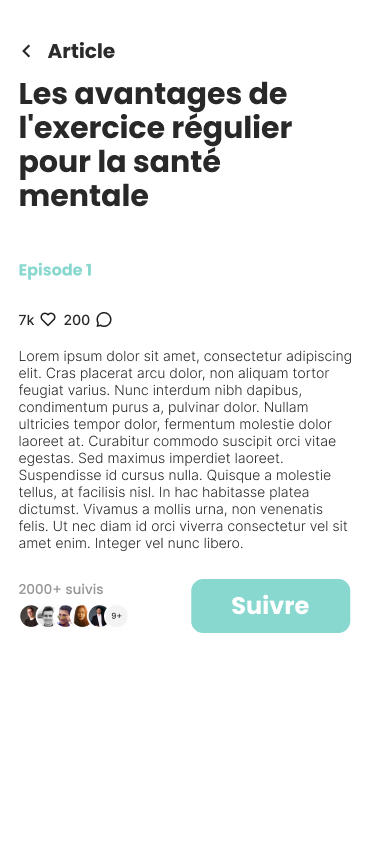 Article
Les avantages de
l'exercice régulier
pour la santé
mentale
Episode 1
7k 200
Lorem ipsum dolor sit amet, consectetur adipiscing
elit. Cras placerat arcu dolor, non aliquam tortor
feugiat varius. Nunc interdum nibh dapibus,
condimentum purus a, pulvinar dolor. Nullam
ultricies tempor dolor, fermentum molestie dolor
laoreet at. Curabitur commodo suscipit orci vitae
egestas. Sed maximus imperdiet laoreet.
Suspendisse id cursus nulla. Quisque a molestie
tellus, at facilisis nisl. In hac habitasse platea
dictumst. Vivamus a mollis urna, non venenatis
felis. Ut nec diam id orci viverra consectetur vel sit
amet enim. Integer vel nunc libero.
2000+ suivis
9+
Suivre